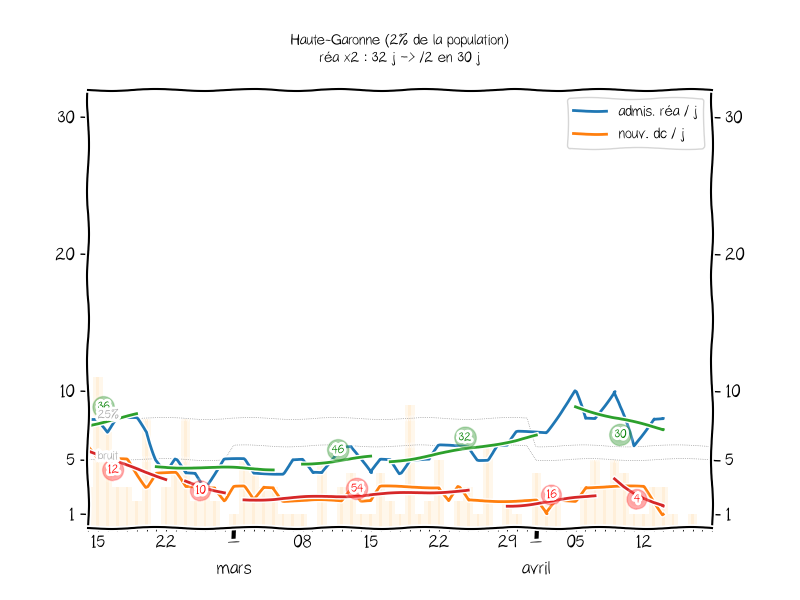 Haute-Garonne (2% de la population)
réa x2 : 32 j -> /2 en 30 j
admis. réa / j
nouv. dc / j
30
30
20
20
10
10
36
25%
46
32
30
5
bruit
5
12
10
54
16
4
1
1
15 22 08 15 22 29 05 12
mars avril